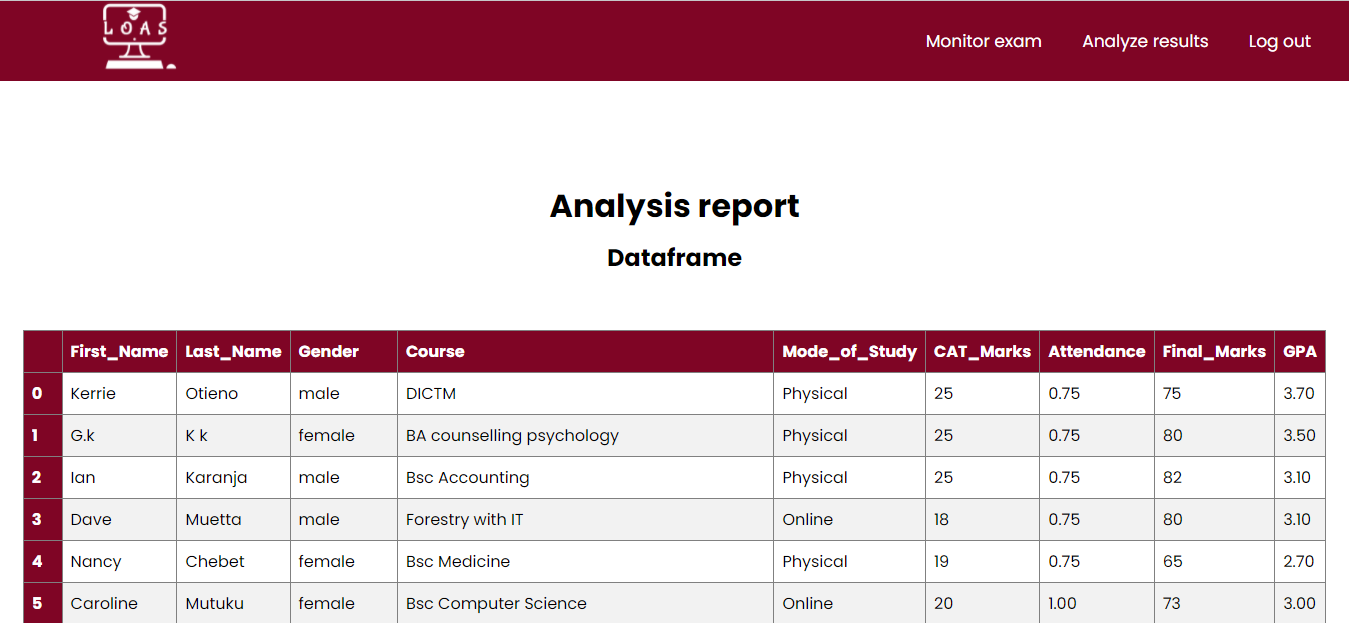 LOAS
Monitor exam Analyze results Log out
Analysis report
Dataframe
First_Name Last_Name Gender Course Mode_of_Study CAT_Marks Attendance Final_Marks GPA
0 Kerrie Otieno male DICTM Physical 25 0.75 75 3.70
1 G.k K k female BA counselling psychology Physical 25 0.75 80 3.50
2 Ian Karanja male Bsc Accounting Physical 25 0.75 82 3.10
3 Dave Muetta male Forestry with IT Online 18 0.75 80 3.10
4 Nancy Chebet female Bsc Medicine Physical 19 0.75 65 2.70
5 Caroline Mutuku female Bsc Computer Science Online 20 1.00 73 3.00